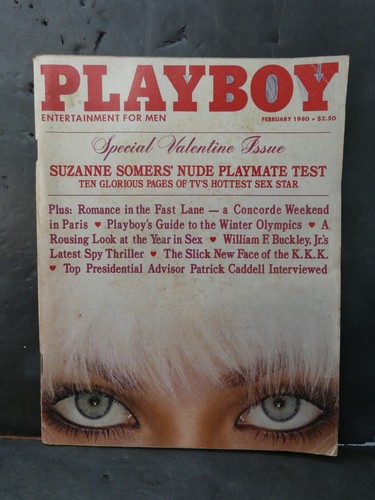 PLAYBOY
ENTERTAINMENT FOR MEN
FEBRUARY 1980 • $2.50
Special Valentine Issue
SUZANNE SOMERS' NUDE PLAYMATE TEST
TEN GLORIOUS PAGES OF TV'S HOTTEST SEX STAR
Plus: Romance in the Fast Lane — a Concorde Weekend
in Paris ♥ Playboy's Guide to the Winter Olympics ♥ A
Rousing Look at the Year in Sex ♥ William F. Buckley, Jr.'s
Latest Spy Thriller ♥ The Slick New Face of the K.K.K.
♥ Top Presidential Advisor Patrick Caddell Interviewed